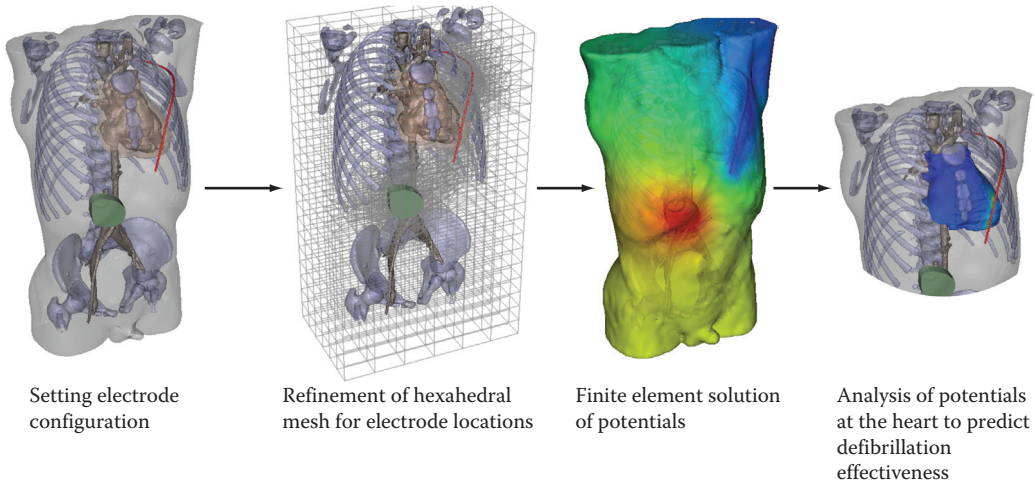 Setting electrode
configuration
Refinement of hexahedral
mesh for electrode locations
Finite element solution
of potentials
Analysis of potentials
at the heart to predict
defibrillation
effectiveness